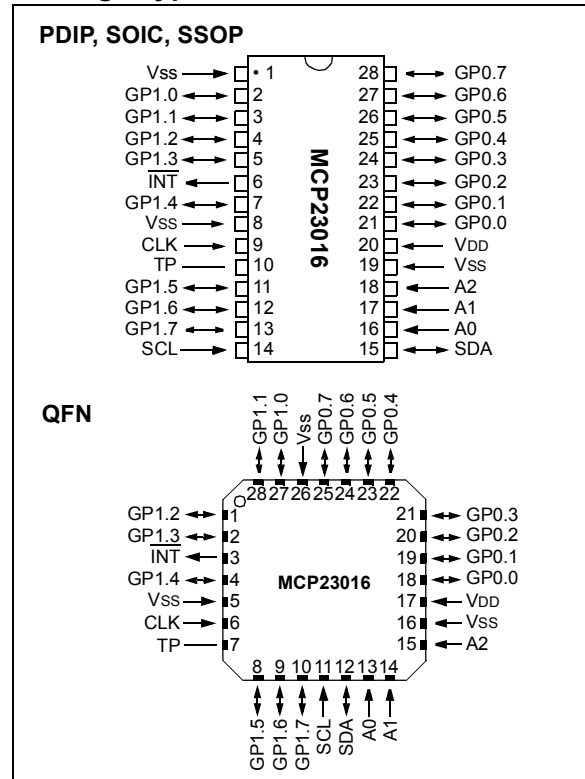 PDIP, SOIC, SSOP
Vss • 1 28 GP0.7
GP1.0 2 27 GP0.6
GP1.1 3 26 GP0.5
GP1.2 4 25 GP0.4
GP1.3 5 24 GP0.3
INT 6 23 GP0.2
GP1.4 7 22 GP0.1
Vss 8 21 GP0.0
CLK 9 20 VDD
TP 10 19 Vss
GP1.5 11 18 A2
GP1.6 12 17 A1
GP1.7 13 16 A0
SCL 14 15 SDA
MCP23016
QFN
GP1.1 GP1.0 Vss GP0.7 GP0.6 GP0.5 GP0.4
28 27 26 25 24 23 22
GP1.2 1 21 GP0.3
GP1.3 2 20 GP0.2
INT 3 19 GP0.1
GP1.4 4 18 GP0.0
Vss 5 17 VDD
CLK 6 16 Vss
TP 7 15 A2
MCP23016
8 9 10 11 12 13 14
GP1.5 GP1.6 GP1.7 SCL SDA A0 A1